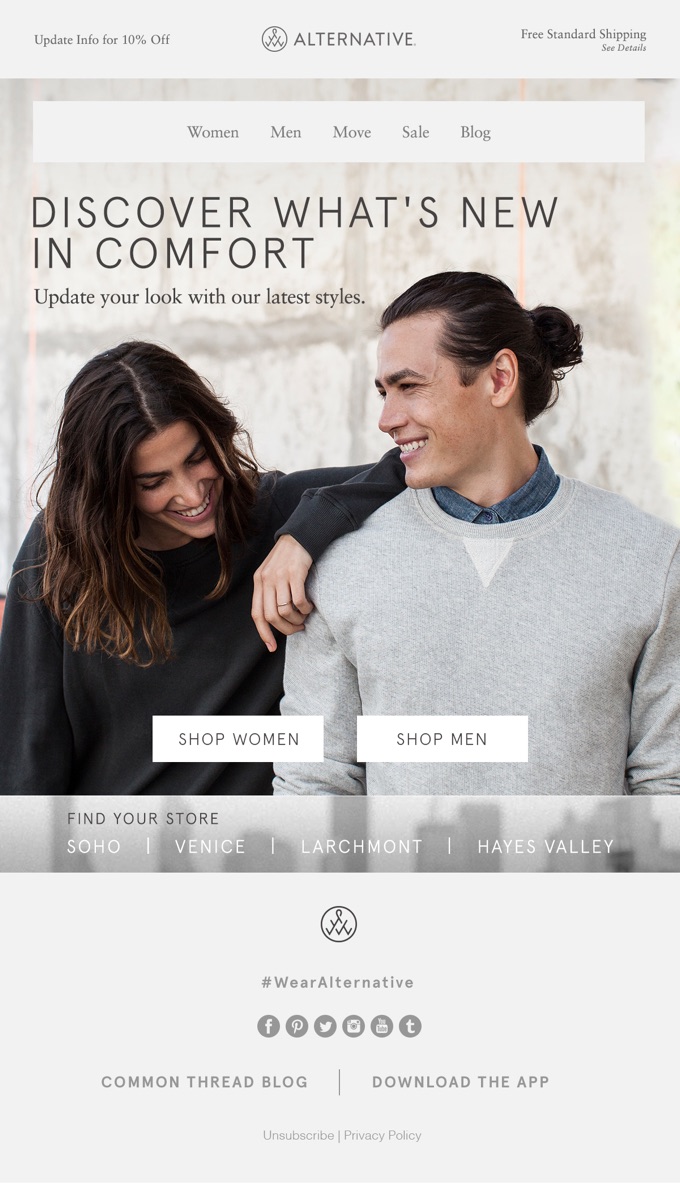 Update Info for 10% Off
ALTERNATIVE.
Free Standard Shipping
See Details
Women Men Move Sale Blog
DISCOVER WHAT'S NEW
IN COMFORT
Update your look with our latest styles.
SHOP WOMEN
SHOP MEN
FIND YOUR STORE
SOHO | VENICE | LARCHMONT | HAYES VALLEY
#WearAlternative
You Tube
COMMON THREAD BLOG | DOWNLOAD THE APP
Unsubscribe | Privacy Policy